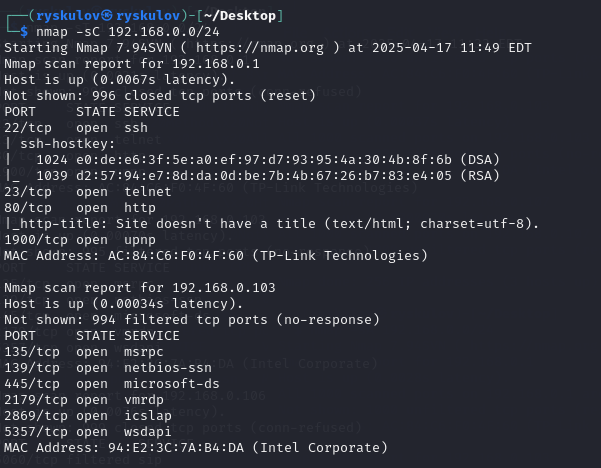 ┌──(ryskulov㉿ryskulov)-[~/Desktop]
└─$ nmap -sC 192.168.0.0/24
Starting Nmap 7.94SVN ( https://nmap.org ) at 2025-04-17 11:49 EDT
Nmap scan report for 192.168.0.1
Host is up (0.0067s latency).
Not shown: 996 closed tcp ports (reset)
PORT     STATE SERVICE
22/tcp   open  ssh
| ssh-hostkey:
|   1024 e0:de:e6:3f:5e:a0:ef:97:d7:93:95:4a:30:4b:8f:6b (DSA)
|_  1039 d2:57:94:e7:8d:da:0d:be:7b:4b:67:26:b7:83:e4:05 (RSA)
23/tcp   open  telnet
80/tcp   open  http
|_http-title: Site doesn't have a title (text/html; charset=utf-8).
1900/tcp open  upnp
MAC Address: AC:84:C6:F0:4F:60 (TP-Link Technologies)
Nmap scan report for 192.168.0.103
Host is up (0.00034s latency).
Not shown: 994 filtered tcp ports (no-response)
PORT     STATE SERVICE
135/tcp  open  msrpc
139/tcp  open  netbios-ssn
445/tcp  open  microsoft-ds
2179/tcp open  vmrdp
2869/tcp open  icslap
5357/tcp open  wsdapi
MAC Address: 94:E2:3C:7A:B4:DA (Intel Corporate)